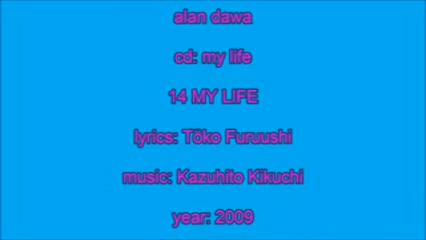 alan dawa
cd: my life
14 MY LIFE
lyrics: Tōko Furuushi
music: Kazuhito Kikuchi
year: 2009